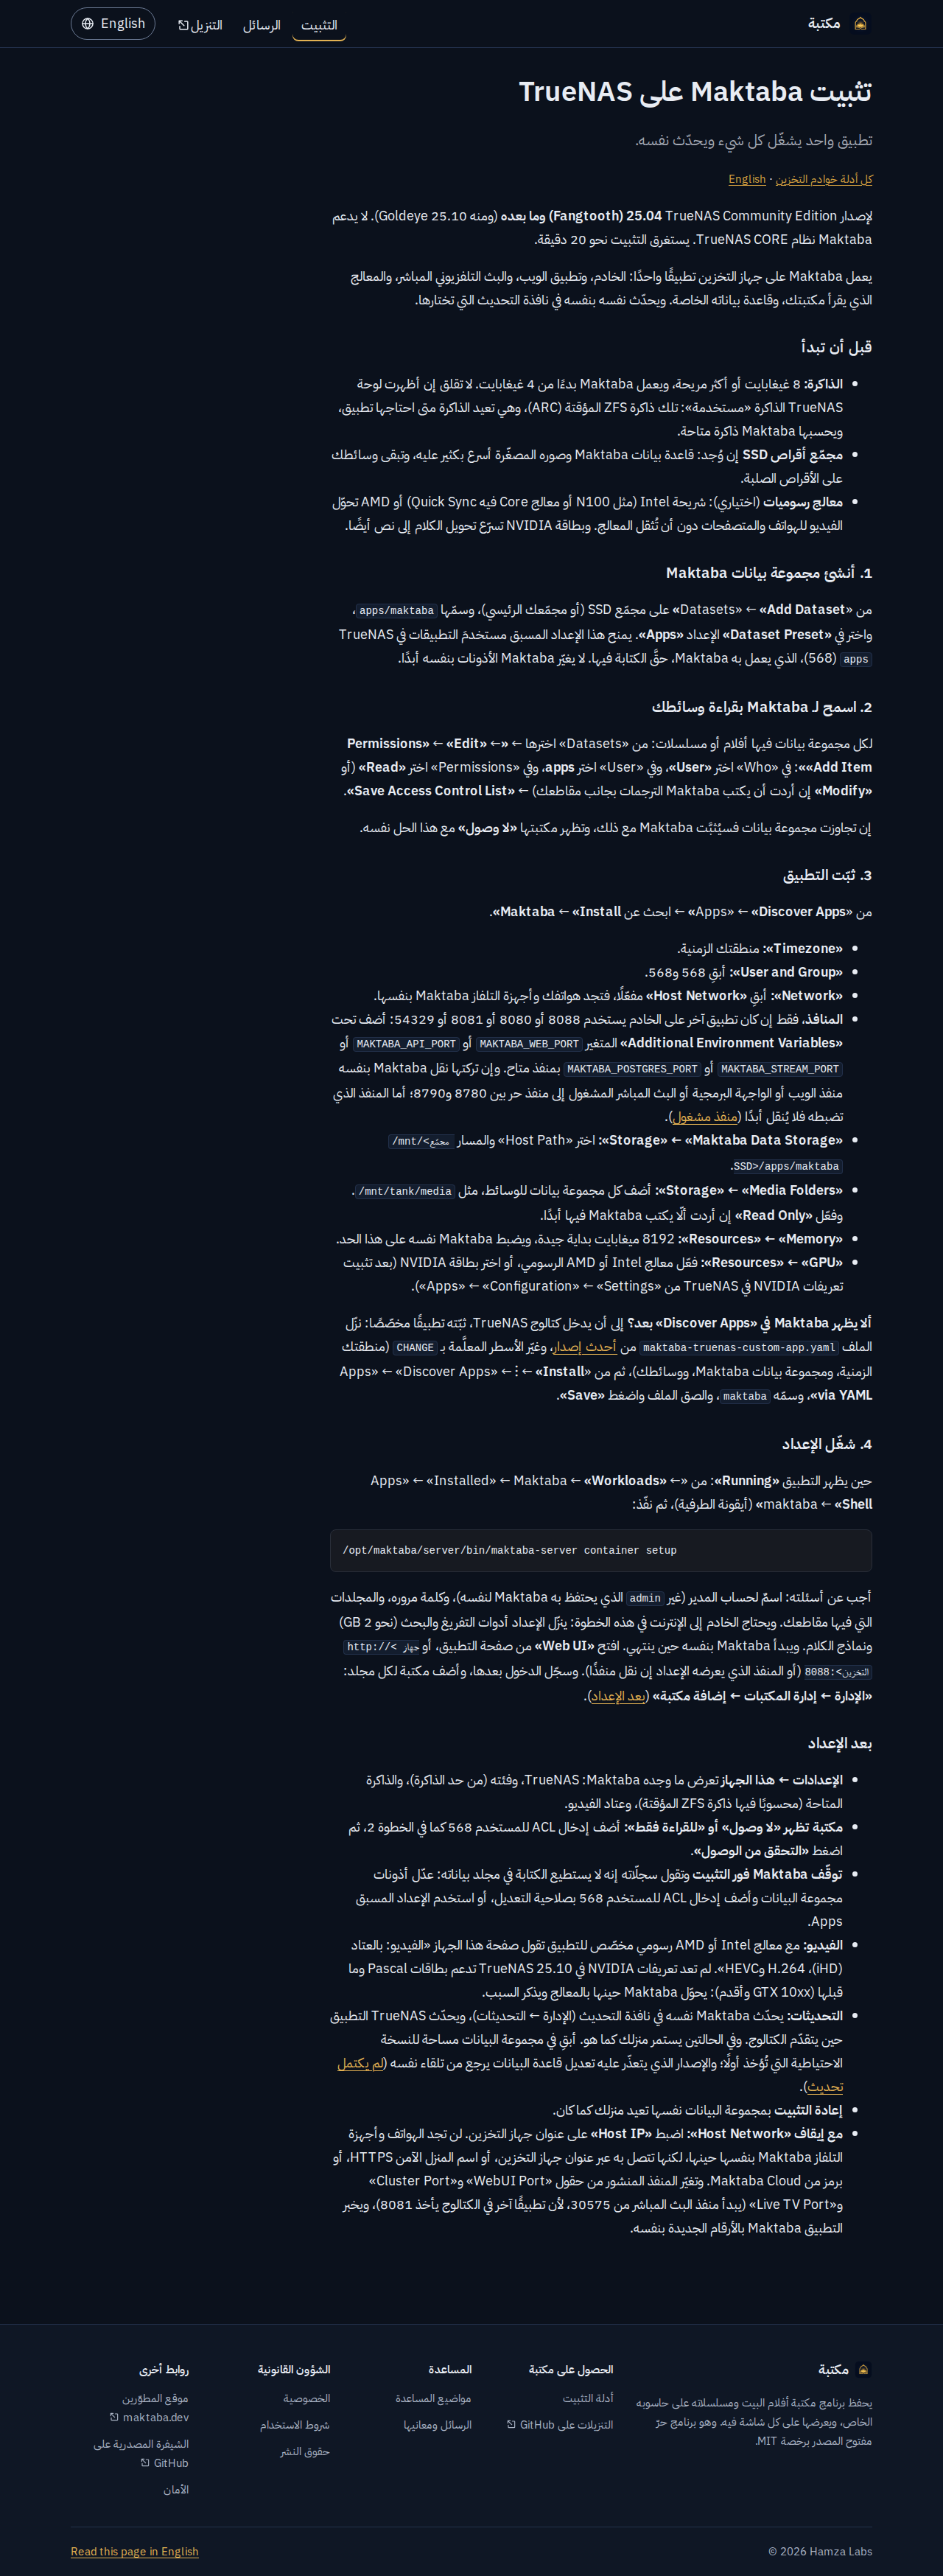 مكتبة
التثبيت
الرسائل
التنزيل
English
تثبيت Maktaba على TrueNAS
تطبيق واحد يشغّل كل شيء ويحدّث نفسه.
كل أدلة خوادم التخزين · English
لإصدار TrueNAS Community Edition 25.04 (Fangtooth) وما بعده (ومنه 25.10 Goldeye). لا يدعم
Maktaba نظام TrueNAS CORE. يستغرق التثبيت نحو 20 دقيقة.
يعمل Maktaba على جهاز التخزين تطبيقًا واحدًا: الخادم، وتطبيق الويب، والبث التلفزيوني المباشر، والمعالج
الذي يقرأ مكتبتك، وقاعدة بياناته الخاصة. ويحدّث نفسه بنفسه في نافذة التحديث التي تختارها.
قبل أن تبدأ
الذاكرة: 8 غيغابايت أو أكثر مريحة، ويعمل Maktaba بدءًا من 4 غيغابايت. لا تقلق إن أظهرت لوحة
TrueNAS الذاكرة «مستخدمة»: تلك ذاكرة ZFS المؤقتة (ARC)، وهي تعيد الذاكرة متى احتاجها تطبيق،
ويحسبها Maktaba ذاكرة متاحة.
مجمّع أقراص SSD إن وُجد: قاعدة بيانات Maktaba وصوره المصغّرة أسرع بكثير عليه، وتبقى وسائطك
على الأقراص الصلبة.
معالج رسوميات (اختياري): شريحة Intel (مثل N100 أو معالج Core فيه Quick Sync) أو AMD تحوّل
الفيديو للهواتف والمتصفحات دون أن تُثقل المعالج. وبطاقة NVIDIA تسرّع تحويل الكلام إلى نص أيضًا.
1. أنشئ مجموعة بيانات Maktaba
من «Datasets» ← «Add Dataset» على مجمّع SSD (أو مجمّعك الرئيسي)، وسمّها apps/maktaba،
واختر في «Dataset Preset» الإعداد «Apps». يمنح هذا الإعداد المسبق مستخدمَ التطبيقات في TrueNAS
apps (568)، الذي يعمل به Maktaba، حقَّ الكتابة فيها. لا يغيّر Maktaba الأذونات بنفسه أبدًا.
2. اسمح لـ Maktaba بقراءة وسائطك
لكل مجموعة بيانات فيها أفلام أو مسلسلات: من «Datasets» اخترها ← «Permissions» ← «Edit» ←
«Add Item»: في «Who» اختر «User»، وفي «User» اختر apps، وفي «Permissions» اختر «Read» (أو
«Modify» إن أردت أن يكتب Maktaba الترجمات بجانب مقاطعك) ← «Save Access Control List».
إن تجاوزت مجموعة بيانات فسيُثبَّت Maktaba مع ذلك، وتظهر مكتبتها «لا وصول» مع هذا الحل نفسه.
3. ثبّت التطبيق
من «Apps» ← «Discover Apps» ← ابحث عن Maktaba ← «Install».
«Timezone»: منطقتك الزمنية.
«User and Group»: أبقِ 568 و568.
«Network»: أبقِ «Host Network» مفعّلًا، فتجد هواتفك وأجهزة التلفاز Maktaba بنفسها.
المنافذ، فقط إن كان تطبيق آخر على الخادم يستخدم 8088 أو 8080 أو 8081 أو 54329: أضف تحت
«Additional Environment Variables» المتغير MAKTABA_WEB_PORT أو MAKTABA_API_PORT أو
MAKTABA_STREAM_PORT أو MAKTABA_POSTGRES_PORT بمنفذ متاح. وإن تركتها نقل Maktaba بنفسه
منفذ الويب أو الواجهة البرمجية أو البث المباشر المشغول إلى منفذ حر بين 8780 و8790؛ أما المنفذ الذي
تضبطه فلا يُنقل أبدًا (منفذ مشغول).
«Storage» ← «Maktaba Data Storage»: اختر «Host Path» والمسار /mnt/<مجمّع
SSD>/apps/maktaba.
«Storage» ← «Media Folders»: أضف كل مجموعة بيانات للوسائط، مثل /mnt/tank/media.
وفعّل «Read Only» إن أردت ألّا يكتب Maktaba فيها أبدًا.
«Resources» ← «Memory»: 8192 ميغابايت بداية جيدة، ويضبط Maktaba نفسه على هذا الحد.
«Resources» ← «GPU»: فعّل معالج Intel أو AMD الرسومي، أو اختر بطاقة NVIDIA (بعد تثبيت
تعريفات NVIDIA في TrueNAS من «Apps» ← «Configuration» ← «Settings»).
ألا يظهر Maktaba في «Discover Apps» بعد؟ إلى أن يدخل كتالوج TrueNAS، ثبّته تطبيقًا مخصّصًا: نزّل
الملف maktaba-truenas-custom-app.yaml من أحدث إصدار، وغيّر الأسطر المعلَّمة بـ CHANGE (منطقتك
الزمنية، ومجموعة بيانات Maktaba، ووسائطك)، ثم من «Apps» ← «Discover Apps» ← ⋮ ← «Install
via YAML»، وسمّه maktaba، والصق الملف واضغط «Save».
4. شغّل الإعداد
حين يظهر التطبيق «Running»: من «Apps» ← «Installed» ← Maktaba ← «Workloads» ←
maktaba ← «Shell» (أيقونة الطرفية)، ثم نفّذ:
/opt/maktaba/server/bin/maktaba-server container setup
أجب عن أسئلته: اسمٌ لحساب المدير (غير admin الذي يحتفظ به Maktaba لنفسه)، وكلمة مروره، والمجلدات
التي فيها مقاطعك. ويحتاج الخادم إلى الإنترنت في هذه الخطوة: ينزّل الإعداد أدوات التفريغ والبحث (نحو 2 GB)
ونماذج الكلام. ويبدأ Maktaba بنفسه حين ينتهي. افتح «Web UI» من صفحة التطبيق، أو http://<جهاز
التخزين>:8088 (أو المنفذ الذي يعرضه الإعداد إن نقل منفذًا). وسجّل الدخول بعدها، وأضف مكتبة لكل مجلد:
«الإدارة ← إدارة المكتبات ← إضافة مكتبة» (بعد الإعداد).
بعد الإعداد
الإعدادات ← هذا الجهاز تعرض ما وجده Maktaba: ‏TrueNAS، وفئته (من حد الذاكرة)، والذاكرة
المتاحة (محسوبًا فيها ذاكرة ZFS المؤقتة)، وعتاد الفيديو.
مكتبة تظهر «لا وصول» أو «للقراءة فقط»: أضف إدخال ACL للمستخدم 568 كما في الخطوة 2، ثم
اضغط «التحقق من الوصول».
توقّف Maktaba فور التثبيت وتقول سجلّاته إنه لا يستطيع الكتابة في مجلد بياناته: عدّل أذونات
مجموعة البيانات وأضف إدخال ACL للمستخدم 568 بصلاحية التعديل، أو استخدم الإعداد المسبق
Apps.
الفيديو: مع معالج Intel أو AMD رسومي مخصّص للتطبيق تقول صفحة هذا الجهاز «الفيديو: بالعتاد
(iHD)، H.264 وHEVC». لم تعد تعريفات NVIDIA في TrueNAS 25.10 تدعم بطاقات Pascal وما
قبلها (GTX 10xx وأقدم): يحوّل Maktaba حينها بالمعالج ويذكر السبب.
التحديثات: يحدّث Maktaba نفسه في نافذة التحديث (الإدارة ← التحديثات)، ويحدّث TrueNAS التطبيق
حين يتقدّم الكتالوج. وفي الحالتين يستمر منزلك كما هو. أبقِ في مجموعة البيانات مساحة للنسخة
الاحتياطية التي تُؤخذ أولًا؛ والإصدار الذي يتعذّر عليه تعديل قاعدة البيانات يرجع من تلقاء نفسه (لم يكتمل
تحديث).
إعادة التثبيت بمجموعة البيانات نفسها تعيد منزلك كما كان.
مع إيقاف «Host Network»: اضبط «Host IP» على عنوان جهاز التخزين. لن تجد الهواتف وأجهزة
التلفاز Maktaba بنفسها حينها، لكنها تتصل به عبر عنوان جهاز التخزين، أو اسم المنزل الآمن HTTPS، أو
برمز من Maktaba Cloud. وتغيّر المنفذ المنشور من حقول «WebUI Port» و«Cluster Port»
و«Live TV Port» (يبدأ منفذ البث المباشر من 30575، لأن تطبيقًا آخر في الكتالوج يأخذ 8081)، ويخبر
التطبيق Maktaba بالأرقام الجديدة بنفسه.
مكتبة
يحفظ برنامج مكتبة أفلام البيت ومسلسلاته على حاسوبه
الخاص، ويعرضها على كل شاشة فيه. وهو برنامج حرّ
مفتوح المصدر برخصة MIT.
الحصول على مكتبة
أدلة التثبيت
التنزيلات على GitHub
المساعدة
مواضيع المساعدة
الرسائل ومعانيها
الشؤون القانونية
الخصوصية
شروط الاستخدام
حقوق النشر
روابط أخرى
موقع المطوّرين
maktaba.dev
الشيفرة المصدرية على
GitHub
الأمان
© 2026 Hamza Labs
Read this page in English